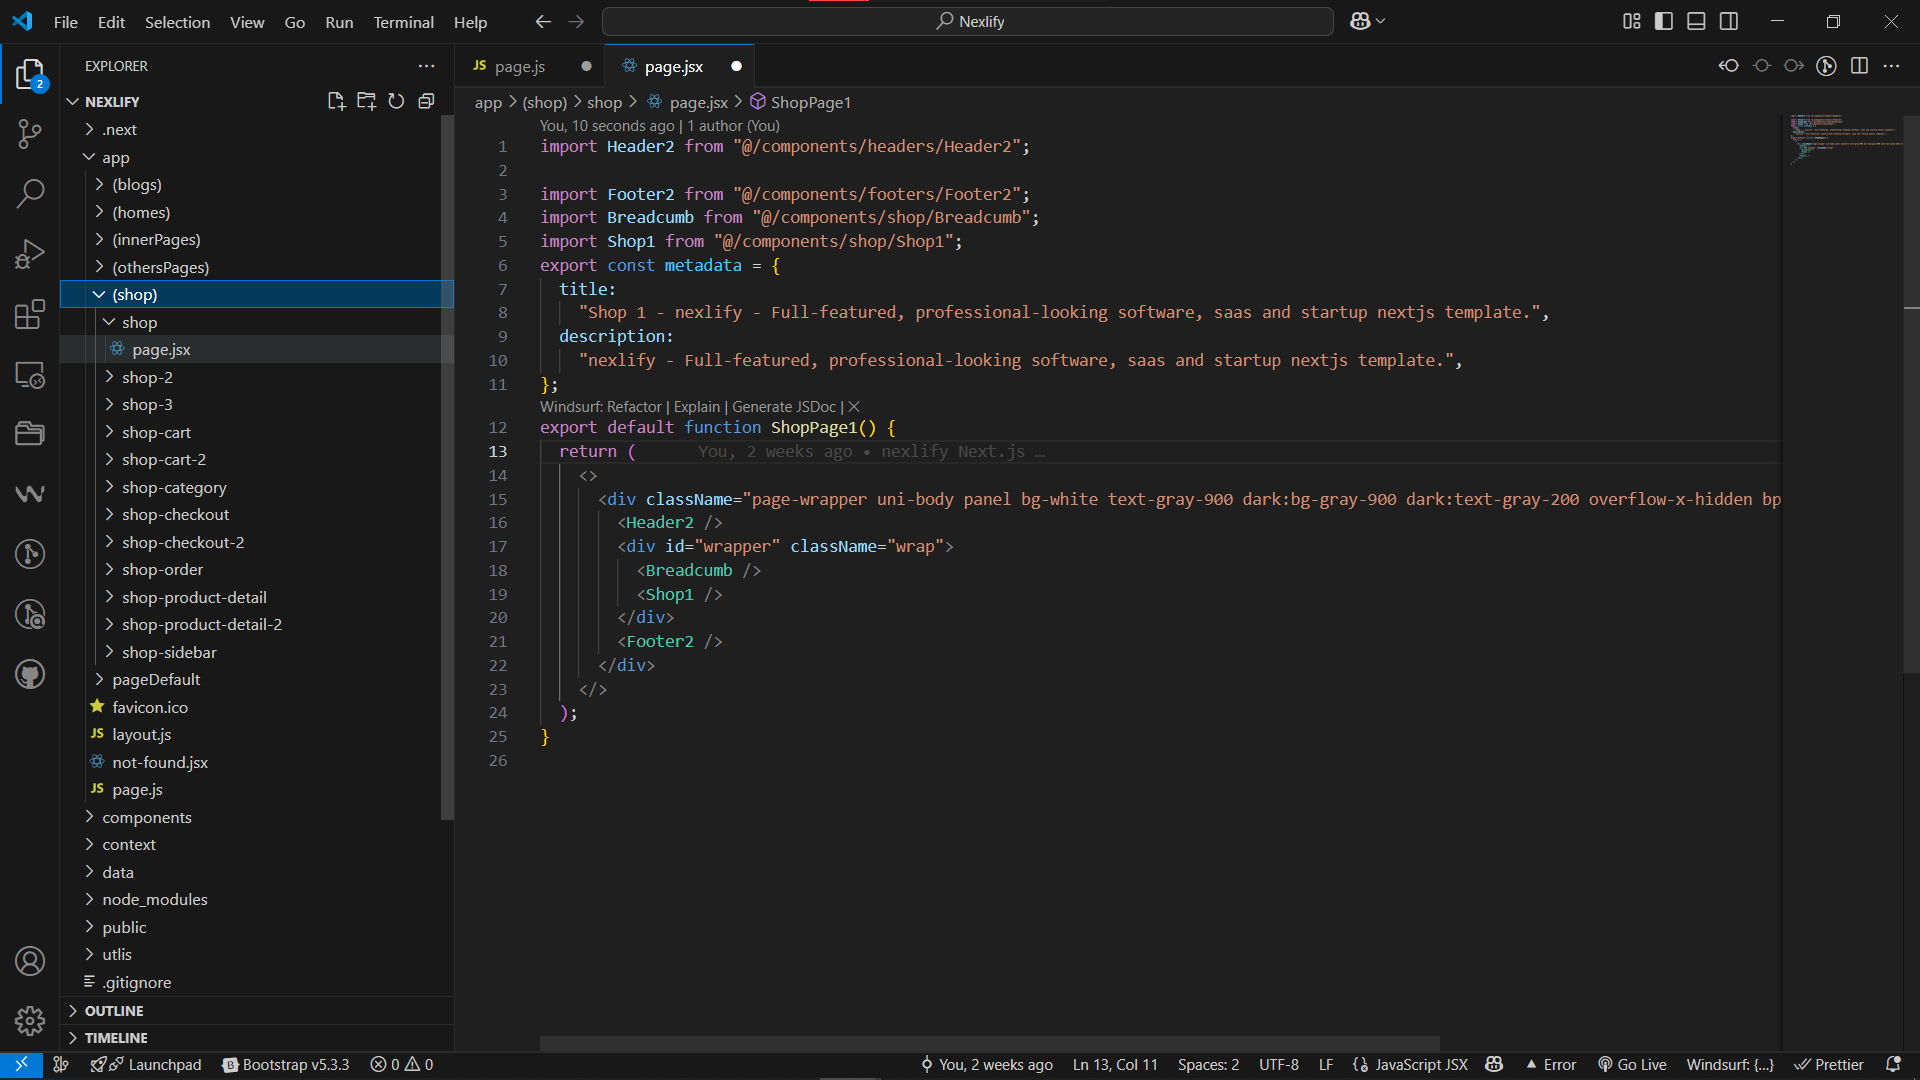 File Edit Selection View Go Run Terminal Help
Nexlify
EXPLORER
2
NEXLIFY
.next
app
(blogs)
(homes)
(innerPages)
(othersPages)
(shop)
shop
page.jsx
shop-2
shop-3
shop-cart
shop-cart-2
shop-category
shop-checkout
shop-checkout-2
shop-order
shop-product-detail
shop-product-detail-2
shop-sidebar
pageDefault
favicon.ico
JS layout.js
not-found.jsx
JS page.js
components
context
data
node_modules
public
utlis
.gitignore
OUTLINE
TIMELINE
JS page.js
page.jsx
app > (shop) > shop > page.jsx > ShopPage1
You, 10 seconds ago | 1 author (You)
1 import Header2 from "@/components/headers/Header2";
2
3 import Footer2 from "@/components/footers/Footer2";
4 import Breadcumb from "@/components/shop/Breadcumb";
5 import Shop1 from "@/components/shop/Shop1";
6 export const metadata = {
7 title:
8 "Shop 1 - nexlify - Full-featured, professional-looking software, saas and startup nextjs template.",
9 description:
10 "nexlify - Full-featured, professional-looking software, saas and startup nextjs template.",
11 };
Windsurf: Refactor | Explain | Generate JSDoc | ✕
12 export default function ShopPage1() {
13 return ( You, 2 weeks ago • nexlify Next.js …
14 <>
15 <div className="page-wrapper uni-body panel bg-white text-gray-900 dark:bg-gray-900 dark:text-gray-200 overflow-x-hidden bp
16 <Header2 />
17 <div id="wrapper" className="wrap">
18 <Breadcumb />
19 <Shop1 />
20 </div>
21 <Footer2 />
22 </div>
23 </>
24 );
25 }
26
Launchpad B Bootstrap v5.3.3 0 0 You, 2 weeks ago Ln 13, Col 11 Spaces: 2 UTF-8 LF {} JavaScript JSX Error Go Live Windsurf: {...} Prettier